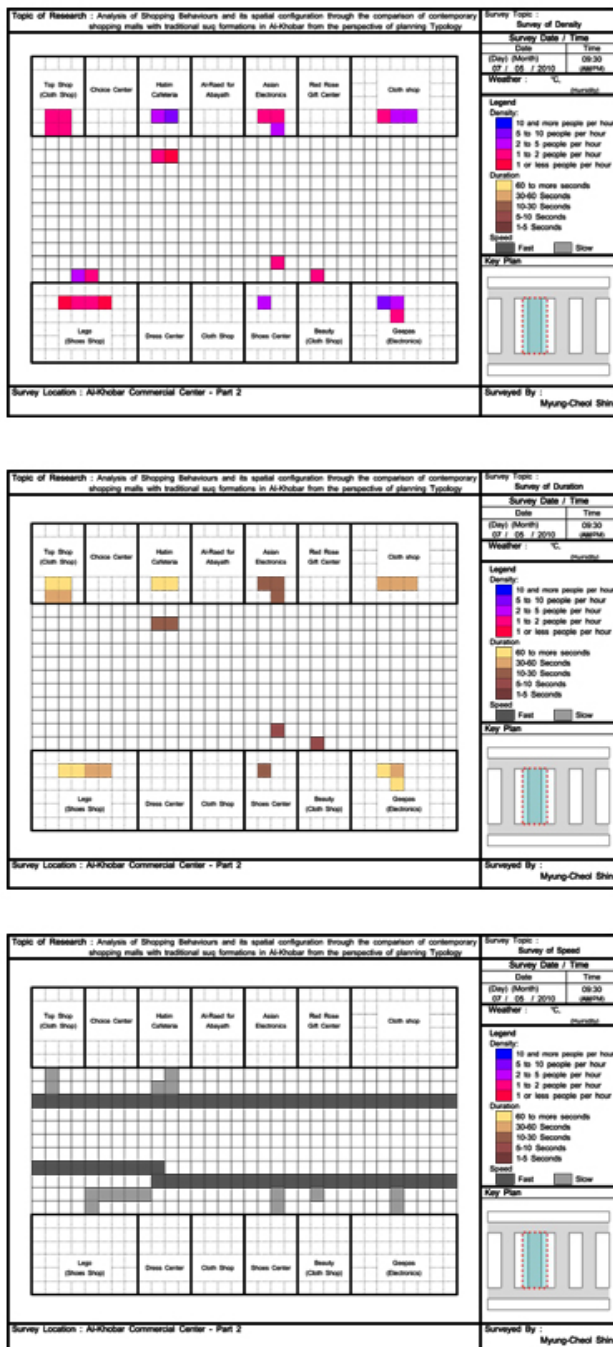 Topic of Research : Analysis of Shopping Behaviours and its spatial configuration through the comparison of contemporary
shopping malls with traditional suq formations in Al-Khobar from the perspective of planning Typology
Survey Topic :
Survey of Density
Survey Date / Time
Date Time
(Day) (Month) 09:30
07 / 05 / 2010
Weather : °C,
(Humidity)
Top Shop
(Cloth Shop)
Choice Center
Hatim
Cafeteria
Al-Raed for
Abayath
Asian
Electronics
Red Rose
Gift Center
Cloth shop
Legend
Density:
10 and more people per hour
5 to 10 people per hour
2 to 5 people per hour
1 to 2 people per hour
1 or less people per hour
Duration
60 to more seconds
30-60 Seconds
10-30 Seconds
5-10 Seconds
1-5 Seconds
Speed
Fast Slow
Key Plan
Legs
(Shoes Shop)
Dress Center
Cloth Shop
Shoes Center
Beauty
(Cloth Shop)
Geepas
(Electronics)
Survey Location : Al-Khobar Commercial Center - Part 2
Surveyed By :
Myung-Cheol Shin
Topic of Research : Analysis of Shopping Behaviours and its spatial configuration through the comparison of contemporary
shopping malls with traditional suq formations in Al-Khobar from the perspective of planning Typology
Survey Topic :
Survey of Duration
Survey Date / Time
Date Time
(Day) (Month) 09:30
07 / 05 / 2010
Weather : °C,
(Humidity)
Top Shop
(Cloth Shop)
Choice Center
Hatim
Cafeteria
Al-Raed for
Abayath
Asian
Electronics
Red Rose
Gift Center
Cloth shop
Legend
Density:
10 and more people per hour
5 to 10 people per hour
2 to 5 people per hour
1 to 2 people per hour
1 or less people per hour
Duration
60 to more seconds
30-60 Seconds
10-30 Seconds
5-10 Seconds
1-5 Seconds
Speed
Fast Slow
Key Plan
Legs
(Shoes Shop)
Dress Center
Cloth Shop
Shoes Center
Beauty
(Cloth Shop)
Geepas
(Electronics)
Survey Location : Al-Khobar Commercial Center - Part 2
Surveyed By :
Myung-Cheol Shin
Topic of Research : Analysis of Shopping Behaviours and its spatial configuration through the comparison of contemporary
shopping malls with traditional suq formations in Al-Khobar from the perspective of planning Typology
Survey Topic :
Survey of Speed
Survey Date / Time
Date Time
(Day) (Month) 09:30
07 / 05 / 2010
Weather : °C,
(Humidity)
Top Shop
(Cloth Shop)
Choice Center
Hatim
Cafeteria
Al-Raed for
Abayath
Asian
Electronics
Red Rose
Gift Center
Cloth shop
Legend
Density:
10 and more people per hour
5 to 10 people per hour
2 to 5 people per hour
1 to 2 people per hour
1 or less people per hour
Duration
60 to more seconds
30-60 Seconds
10-30 Seconds
5-10 Seconds
1-5 Seconds
Speed
Fast Slow
Key Plan
Legs
(Shoes Shop)
Dress Center
Cloth Shop
Shoes Center
Beauty
(Cloth Shop)
Geepas
(Electronics)
Survey Location : Al-Khobar Commercial Center - Part 2
Surveyed By :
Myung-Cheol Shin